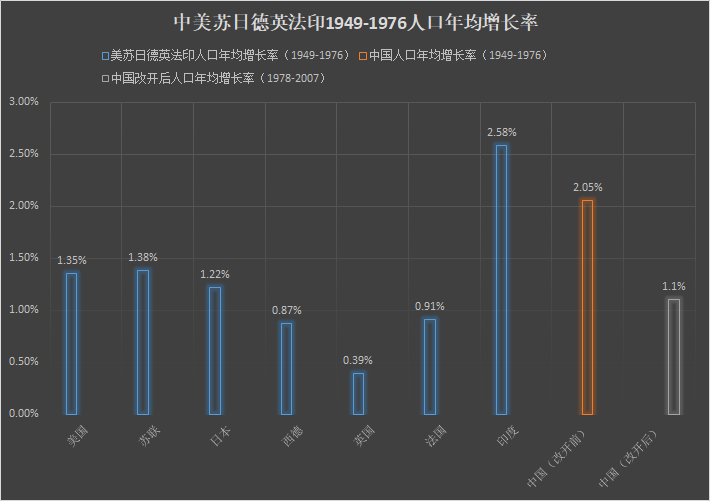 中美苏日德英法印1949-1976人口年均增长率
美苏日德英法印人口年均增长率（1949-1976） 中国人口年均增长率（1949-1976）
中国改开后人口年均增长率（1978-2007）
3.00%
2.50%
2.00%
1.50%
1.00%
0.50%
0.00%
1.35%
1.38%
1.22%
0.87%
0.39%
0.91%
2.58%
2.05%
1.1%
美国
苏联
日本
西德
英国
法国
印度
中国（改开前）
中国（改开后）